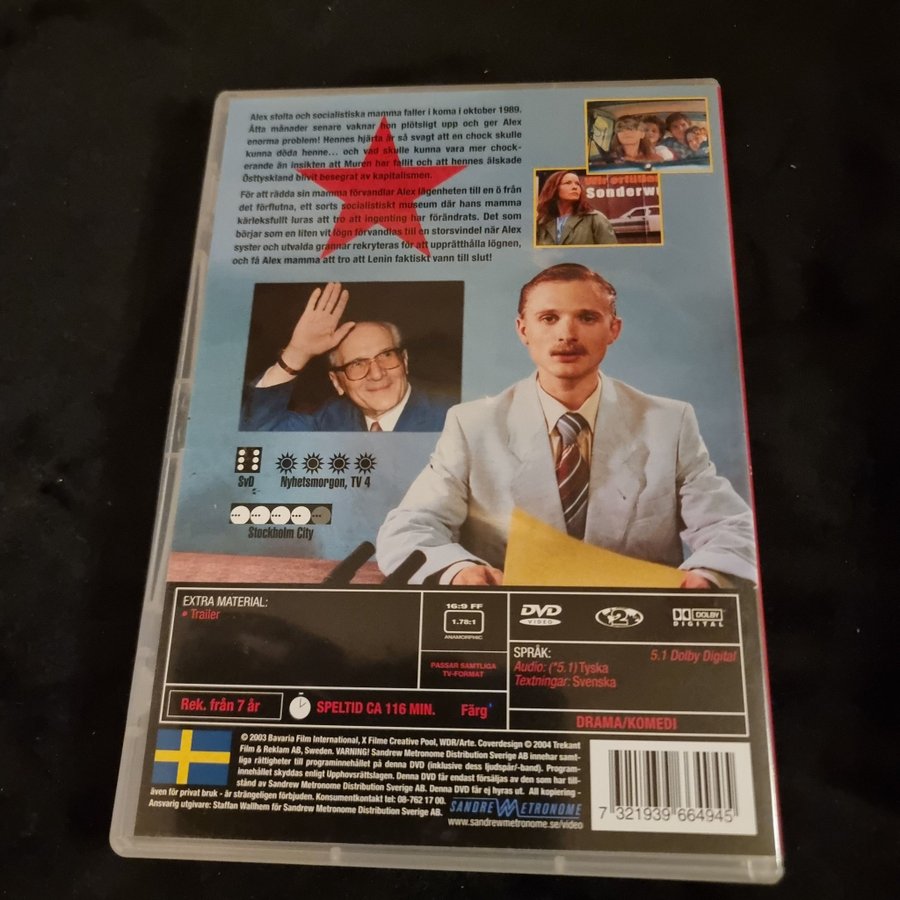 Alex stolta och socialistiska mamma faller i koma i oktober 1989.
Åtta månader senare vaknar hon plötsligt upp och ger Alex
enorma problem! Hennes hjärta är så svagt att en chock skulle
kunna döda henne... och vad skulle kunna vara mer chock-
erande än insikten att Muren har fallit och att hennes älskade
Östtyskland blivit besegrat av kapitalismen.
För att rädda sin mamma förvandlar Alex lägenheten till en ö från
det förflutna, ett sorts socialistiskt museum där hans mamma
kärleksfullt luras att tro att ingenting har förändrats. Det som
börjar som en liten vit lögn förvandlas till en storsvindel när Alex
syster och utvalda grannar rekryteras för att upprätthålla lögnen,
och få Alex mamma att tro att Lenin faktiskt vann till slut!
Wir erfüllen
Sonderw
SvD
Nyhetsmorgon, TV 4
Stockholm City
EXTRA MATERIAL:
• Trailer
16:9 FF
1.78:1
ANAMORPHIC
PASSAR SAMTLIGA
TV-FORMAT
DVD
VIDEO
2
DOLBY
DIGITAL
SPRÅK:
5.1 Dolby Digital
Audio: (*5.1) Tyska
Textningar: Svenska
Rek. från 7 år
SPELTID CA 116 MIN.
Färg
DRAMA/KOMEDI
© 2003 Bavaria Film International, X Filme Creative Pool, WDR/Arte. Coverdesign © 2004 Trekant
Film & Reklam AB, Sweden. VARNING! Sandrew Metronome Distribution Sverige AB innehar samt-
liga rättigheter till programinnehållet på denna DVD (inklusive dess ljudspår/-band). Program-
innehållet skyddas enligt Upphovsrättslagen. Denna DVD får endast försäljas av den som har till-
stånd av Sandrew Metronome Distribution Sverige AB. Denna DVD får ej hyras ut. All kopiering -
även för privat bruk - är strängeligen förbjuden. Konsumentkontakt tel: 08-762 17 00.
Ansvarig utgivare: Staffan Wallhem för Sandrew Metronome Distribution Sverige AB.
SANDREW METRONOME
www.sandrewmetronome.se/video
7 321939 664945